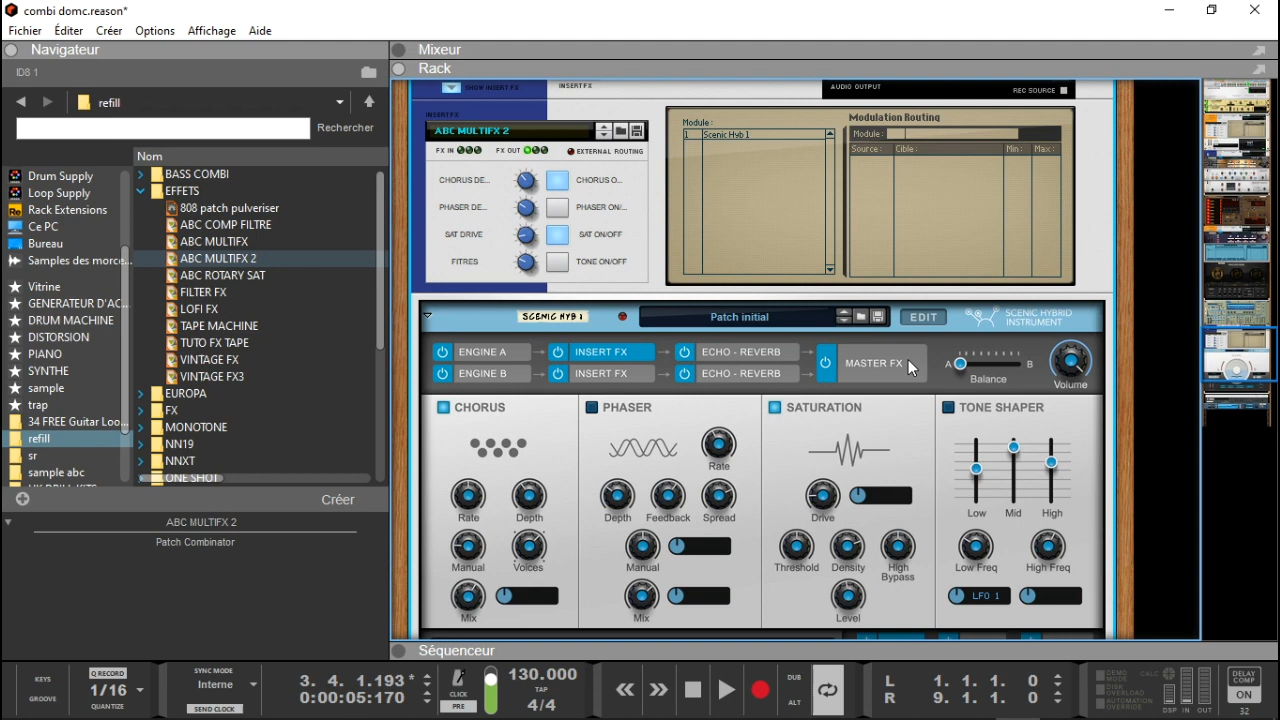 combi domc.reason*
Fichier Éditer Créer Options Affichage Aide
Navigateur
ID8 1
refill
Rechercher
Nom
Drum Supply
Loop Supply
Rack Extensions
Ce PC
Bureau
Samples des morce...
Vitrine
GENERATEUR D'AC...
DRUM MACHINE
DISTORSION
PIANO
SYNTHE
sample
trap
34 FREE Guitar Loo...
refill
sr
sample abc
BASS COMBI
EFFETS
808 patch pulveriser
ABC COMP FILTRE
ABC MULTIFX
ABC MULTIFX 2
ABC ROTARY SAT
FILTER FX
LOFI FX
TAPE MACHINE
TUTO FX TAPE
VINTAGE FX
VINTAGE FX3
EUROPA
FX
MONOTONE
NN19
NNXT
ONE SHOT
Créer
ABC MULTIFX 2
Patch Combinator
Mixeur
Rack
SHOW INSERT FX
INSERT FX
AUDIO OUTPUT
REC SOURCE
INSERT FX
ABC MULTIFX 2
FX IN FX OUT EXTERNAL ROUTING
CHORUS DE... CHORUS O...
PHASER DE... PHASER ON/...
SAT DRIVE SAT ON/OFF
FITRES TONE ON/OFF
Module:
1 Scenic Hyb 1
Modulation Routing
Module:
Source: Cible: Min: Max:
SCENIC HYB 1
Patch initial
EDIT
SCENIC HYBRID
INSTRUMENT
ENGINE A INSERT FX ECHO - REVERB
ENGINE B INSERT FX ECHO - REVERB
MASTER FX
A B
Balance
Volume
CHORUS PHASER SATURATION TONE SHAPER
Rate
Rate Depth
Depth Feedback Spread
Drive
Low Mid High
Manual Voices
Manual
Threshold Density High Bypass
Low Freq High Freq
LFO 1
Mix
Mix
Level
Séquenceur
KEYS
GROOVE
Q RECORD
1/16
QUANTIZE
SYNC MODE
Interne
SEND CLOCK
3. 4. 1.193 *
0:00:05:170
CLICK
PRE
130.000
TAP
4/4
DUB
ALT
L 1. 1. 1. 0
R 9. 1. 1. 0
DEMO MODE
DISK OVERLOAD
AUTOMATION OVERRIDE
CALC
DSP IN OUT
DELAY COMP
ON
32